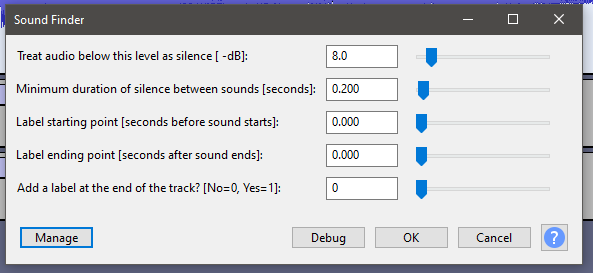 Sound Finder
Treat audio below this level as silence [ -dB]: 8.0
Minimum duration of silence between sounds [seconds]: 0.200
Label starting point [seconds before sound starts]: 0.000
Label ending point [seconds after sound ends]: 0.000
Add a label at the end of the track? [No=0, Yes=1]: 0
Manage Debug OK Cancel ?